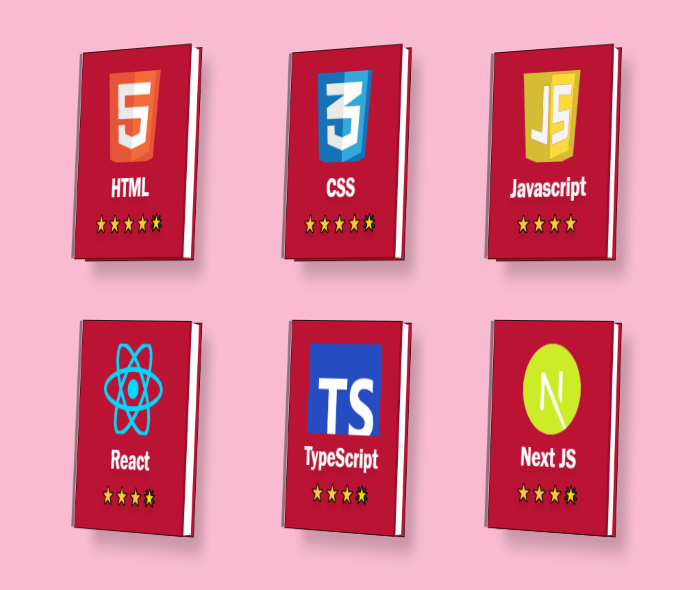 5
HTML
3
CSS
JS
Javascript
React
TS
TypeScript
N
Next JS